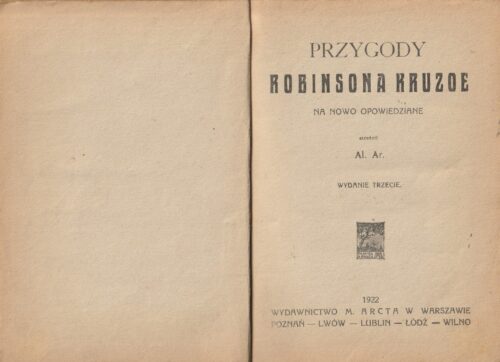 PRZYGODY
ROBINSONA KRUZOE
NA NOWO OPOWIEDZIANE
streścił
Al. Ar.
WYDANIE TRZECIE.
1922
WYDAWNICTWO M. ARCTA W WARSZAWIE
POZNAŃ — LWÓW — LUBLIN — ŁÓDŹ — WILNO